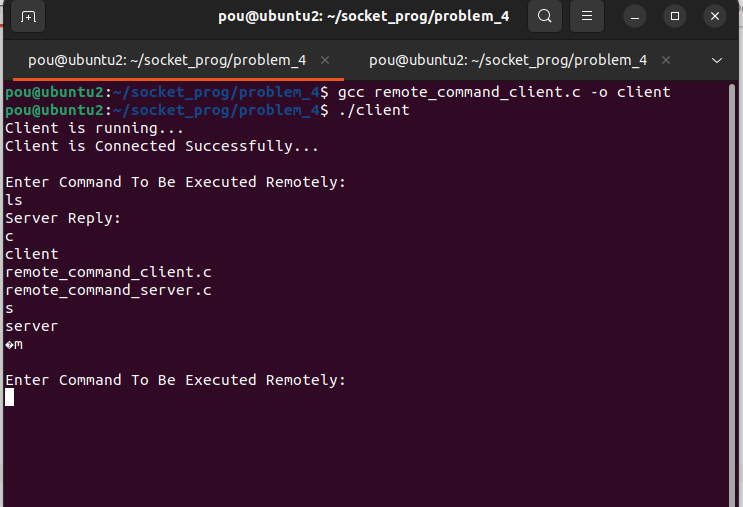 pou@ubuntu2: ~/socket_prog/problem_4
pou@ubuntu2: ~/socket_prog/problem_4 × pou@ubuntu2: ~/socket_prog/problem_4 ×
pou@ubuntu2:~/socket_prog/problem_4$ gcc remote_command_client.c -o client
pou@ubuntu2:~/socket_prog/problem_4$ ./client
Client is running...
Client is Connected Successfully...
Enter Command To Be Executed Remotely:
ls
Server Reply:
c
client
remote_command_client.c
remote_command_server.c
s
server
�m
Enter Command To Be Executed Remotely: